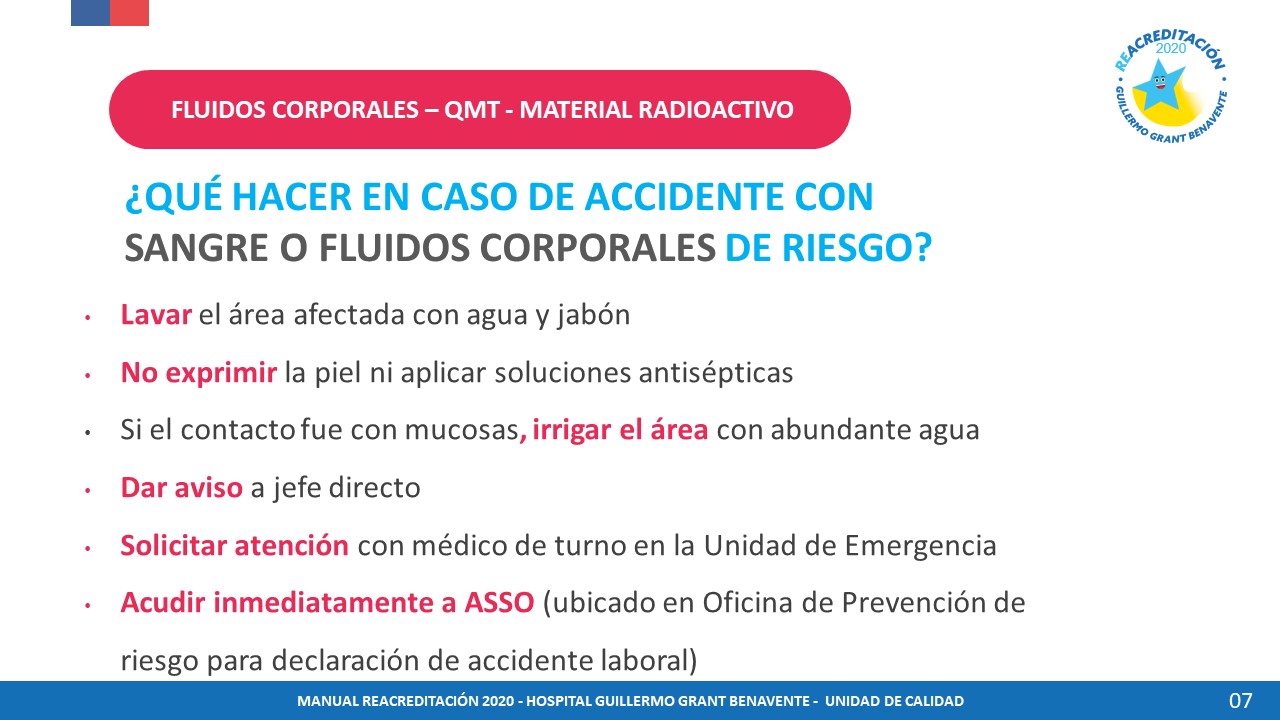 REACREDITACIÓN
2020
GUILLERMO GRANT BENAVENTE
FLUIDOS CORPORALES – QMT - MATERIAL RADIOACTIVO
¿QUÉ HACER EN CASO DE ACCIDENTE CON
SANGRE O FLUIDOS CORPORALES DE RIESGO?
• Lavar el área afectada con agua y jabón
• No exprimir la piel ni aplicar soluciones antisépticas
• Si el contacto fue con mucosas, irrigar el área con abundante agua
• Dar aviso a jefe directo
• Solicitar atención con médico de turno en la Unidad de Emergencia
• Acudir inmediatamente a ASSO (ubicado en Oficina de Prevención de
riesgo para declaración de accidente laboral)
MANUAL REACREDITACIÓN 2020 - HOSPITAL GUILLERMO GRANT BENAVENTE - UNIDAD DE CALIDAD
07